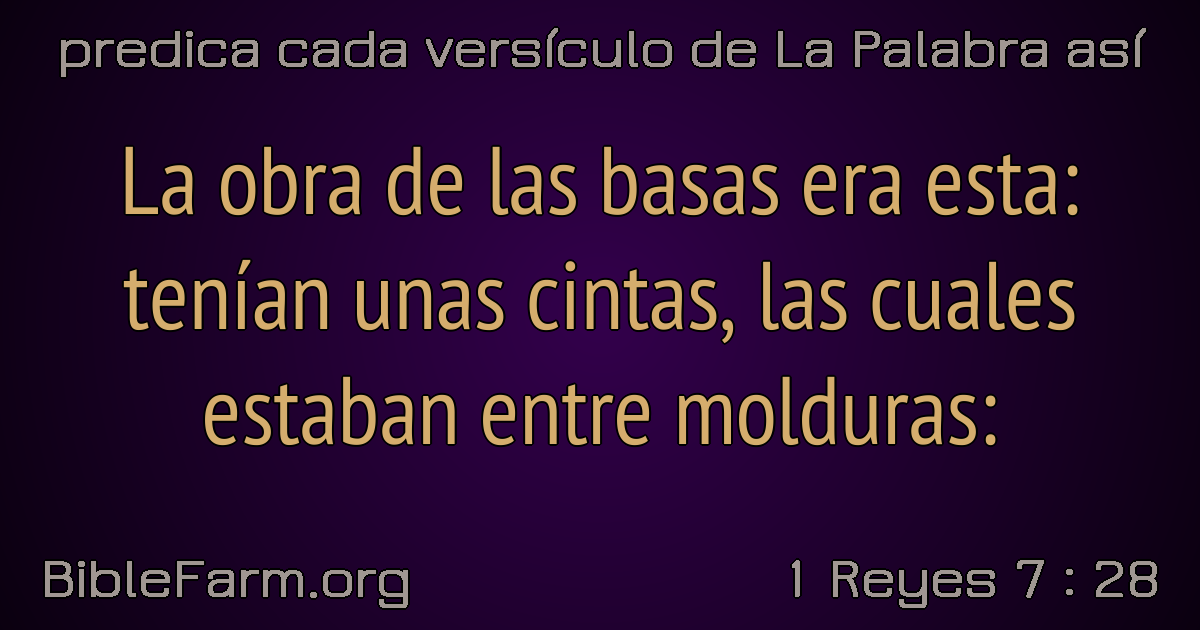 predica cada versículo de La Palabra así
La obra de las basas era esta:
tenían unas cintas, las cuales
estaban entre molduras:
BibleFarm.org
1 Reyes 7 : 28